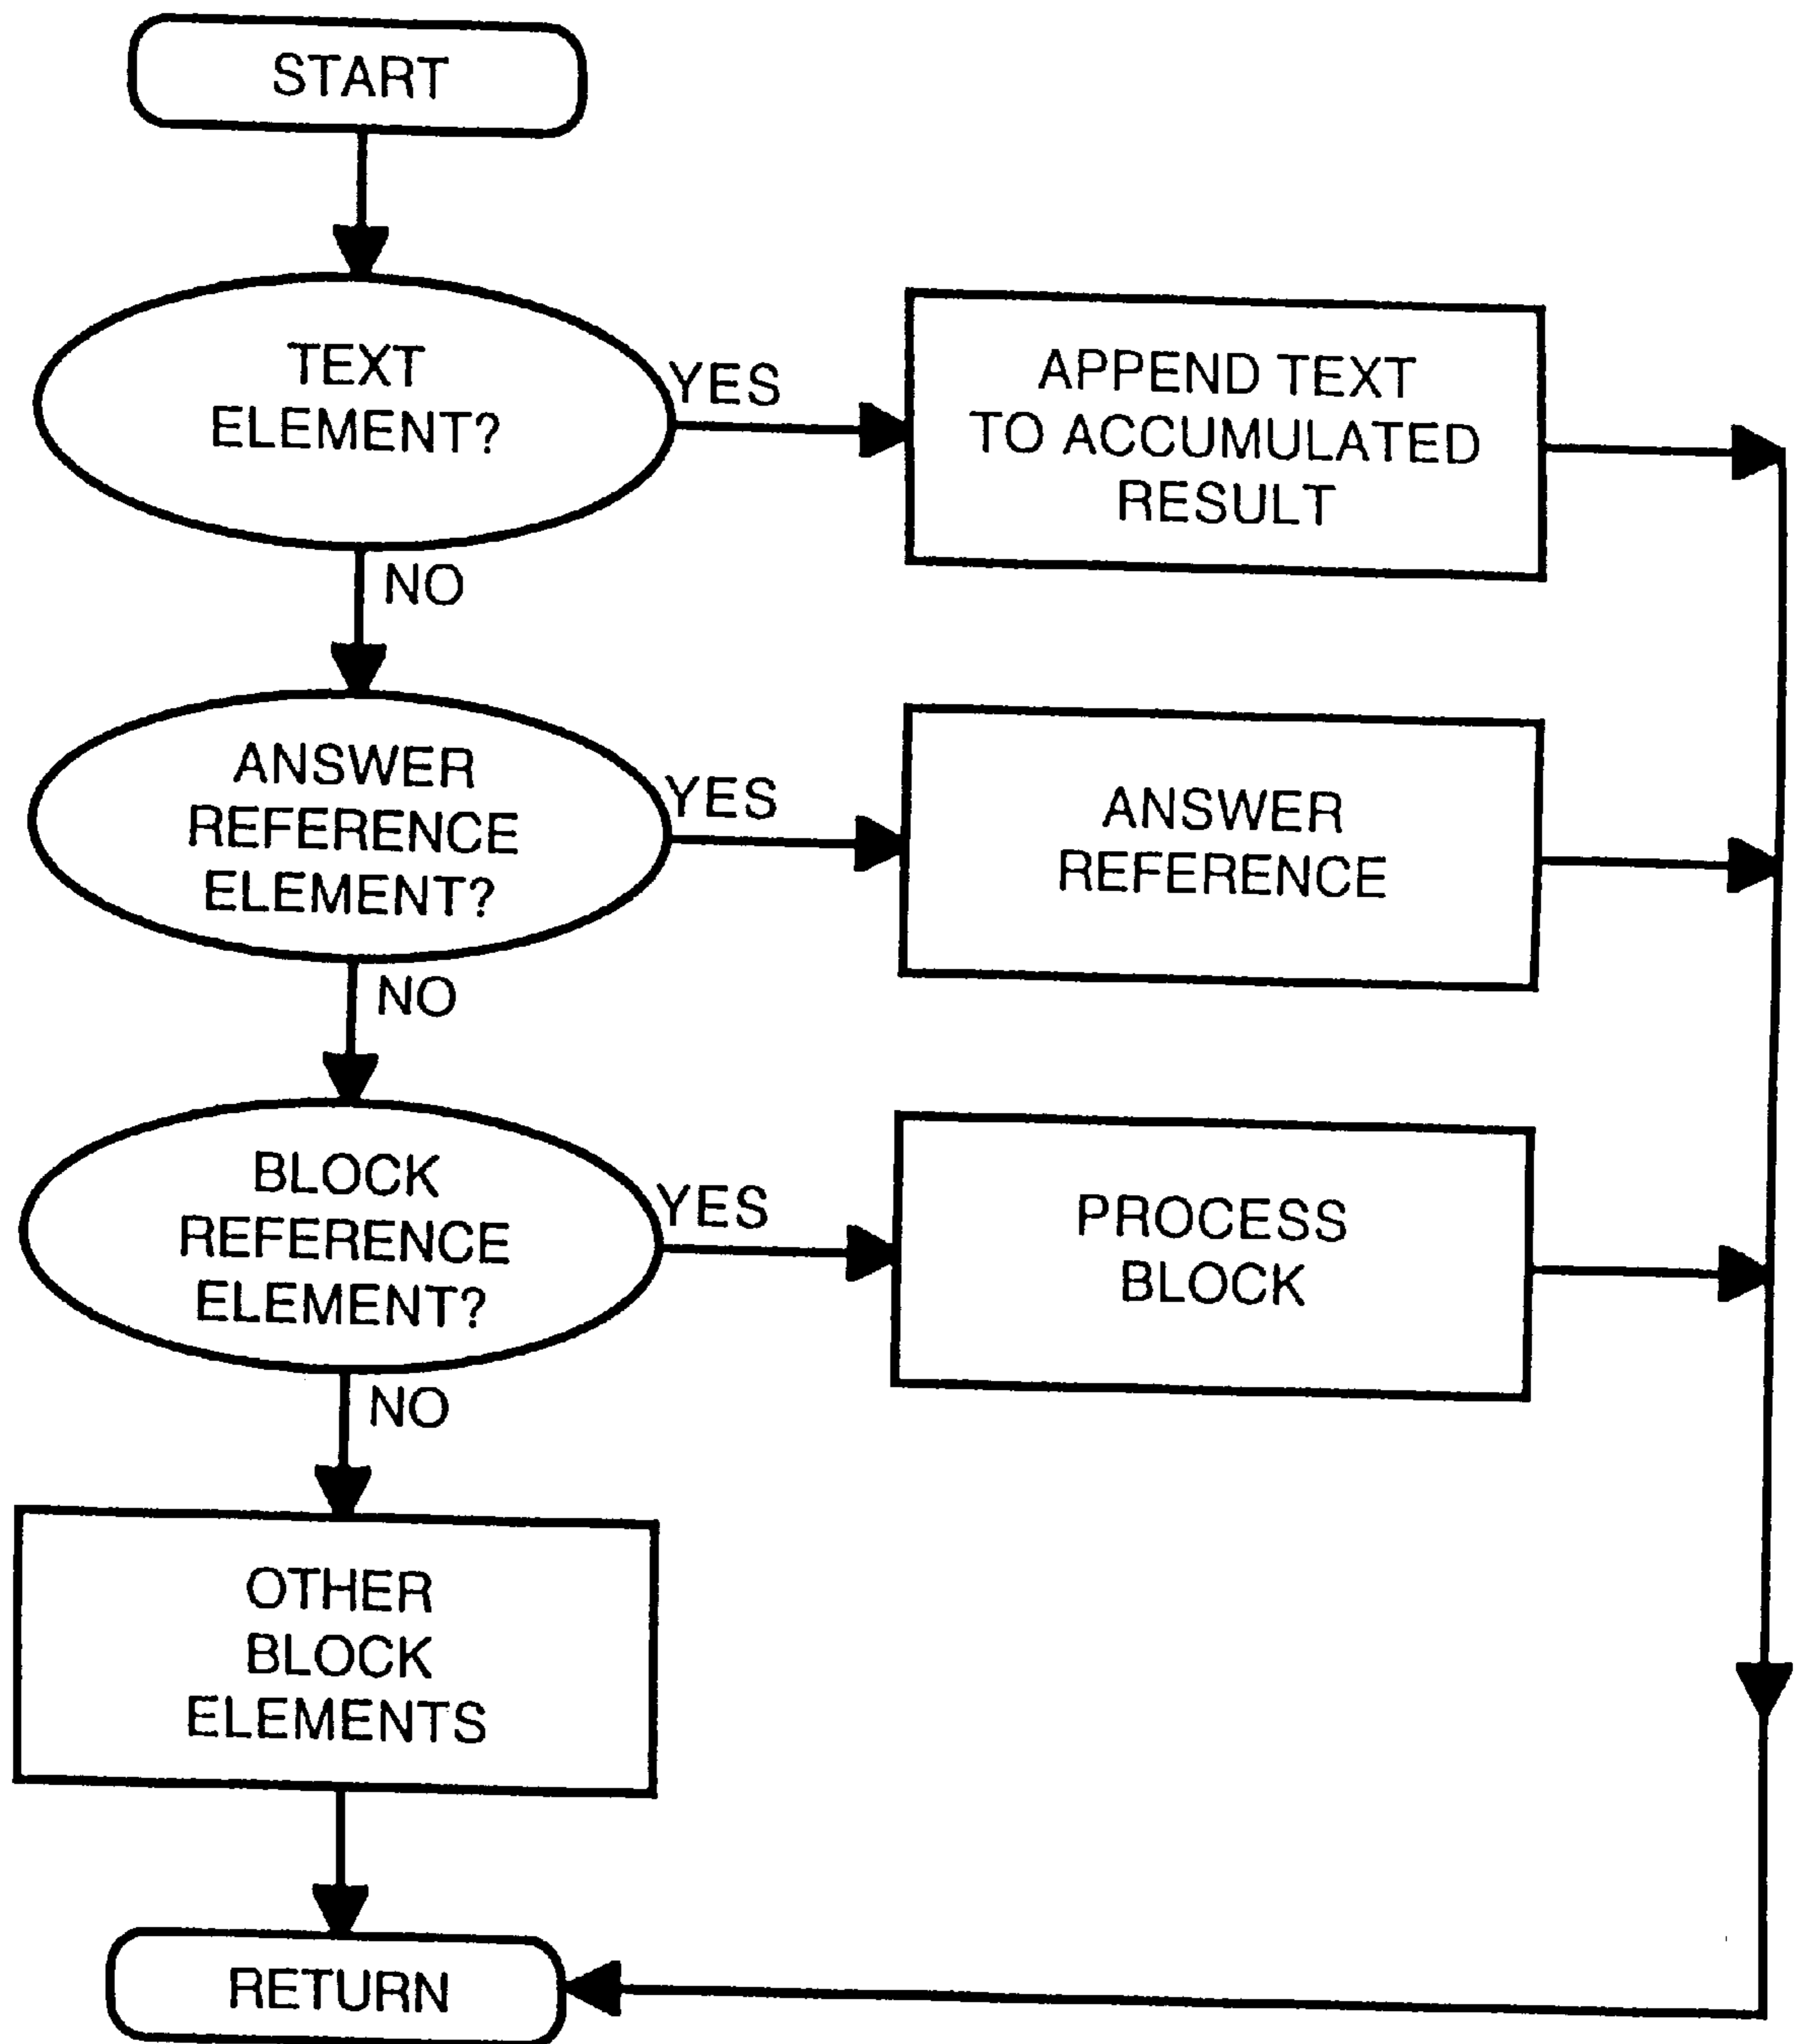 START
TEXT
ELEMENT?
YES
APPEND TEXT
TO ACCUMULATED
RESULT
NO
ANSWER
REFERENCE
ELEMENT?
YES
ANSWER
REFERENCE
NO
BLOCK
REFERENCE
ELEMENT?
YES
PROCESS
BLOCK
NO
OTHER
BLOCK
ELEMENTS
RETURN